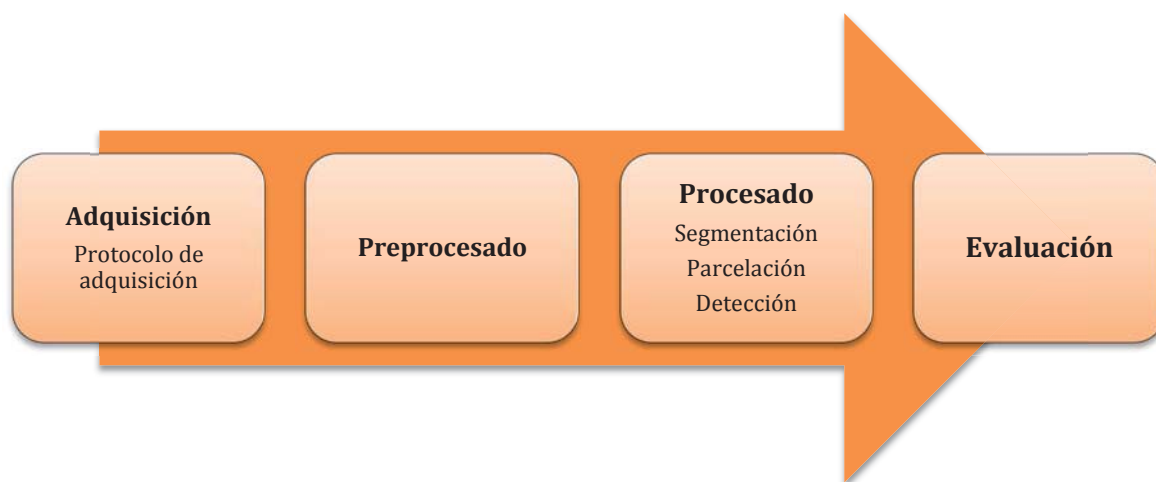 Adquisición
Protocolo de
adquisición
Preprocesado
Procesado
Segmentación
Parcelación
Detección
Evaluación